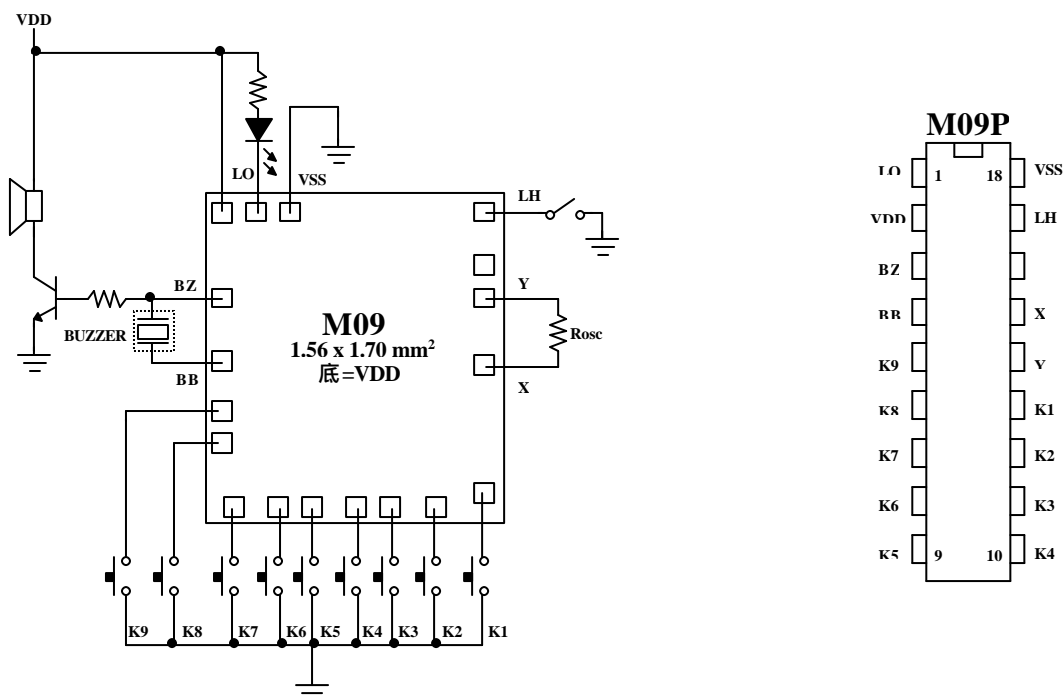 VDD
LO
VSS
LH
BZ
Y
BUZZER
M09
1.56 x 1.70 mm²
底=VDD
Rosc
BB
X
K9 K8 K7 K6 K5 K4 K3 K2 K1
M09P
LO 1 18 VSS
VDD LH
BZ
BB X
K9 Y
K8 K1
K7 K2
K6 K3
K5 9 10 K4